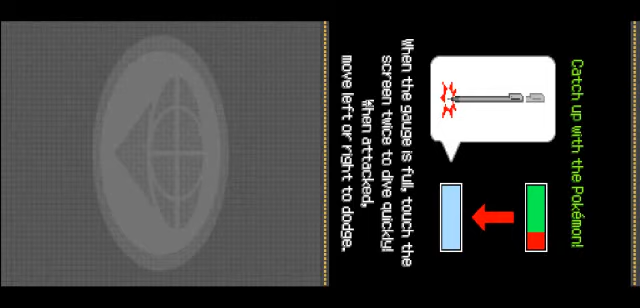 Catch up with the Pokémon!
When the gauge is full, touch the
screen twice to dive quickly!
When attacked,
move left or right to dodge.